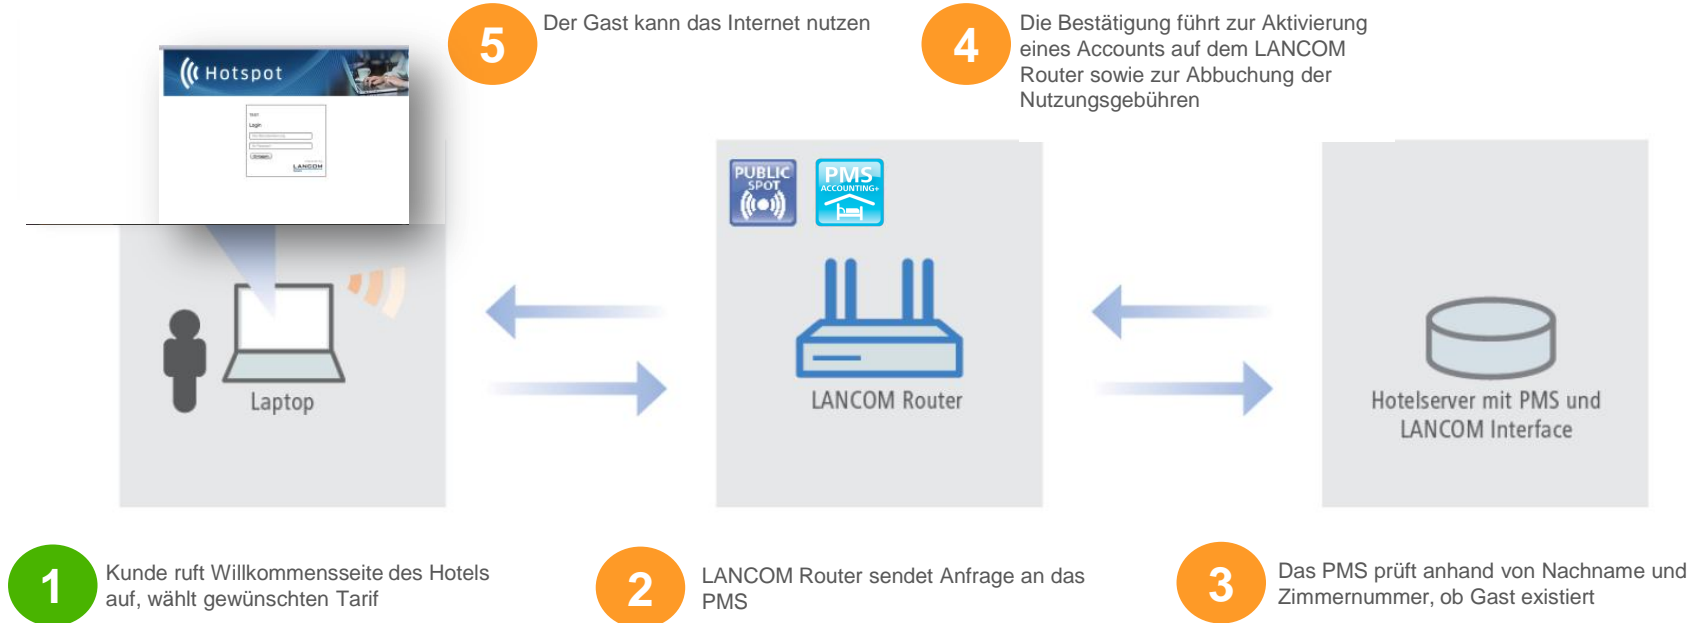 5
Der Gast kann das Internet nutzen
4
Die Bestätigung führt zur Aktivierung
eines Accounts auf dem LANCOM
Router sowie zur Abbuchung der
Nutzungsgebühren
Hotspot
Login
LANCOM
PUBLIC
SPOT
PMS
ACCOUNTING+
Laptop
LANCOM Router
Hotelserver mit PMS und
LANCOM Interface
1
Kunde ruft Willkommensseite des Hotels
auf, wählt gewünschten Tarif
2
LANCOM Router sendet Anfrage an das
PMS
3
Das PMS prüft anhand von Nachname und
Zimmernummer, ob Gast existiert